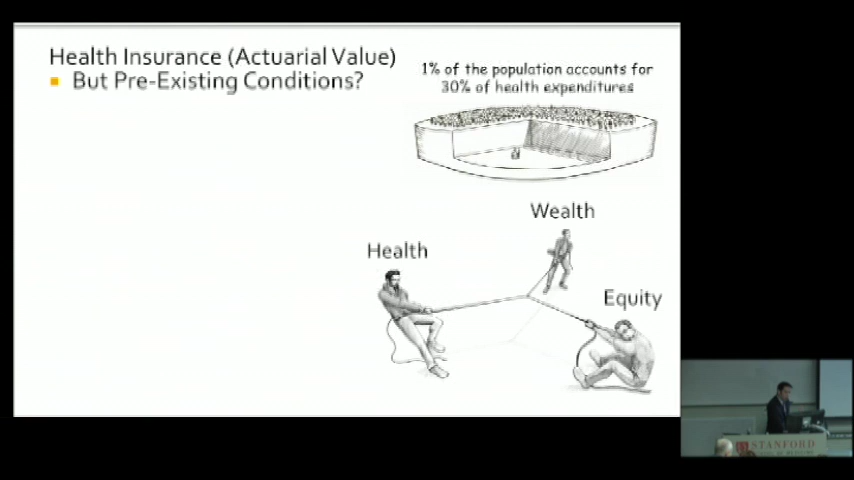 Health Insurance (Actuarial Value)
But Pre-Existing Conditions?
1% of the population accounts for
30% of health expenditures
Wealth
Health
Equity
STANFORD